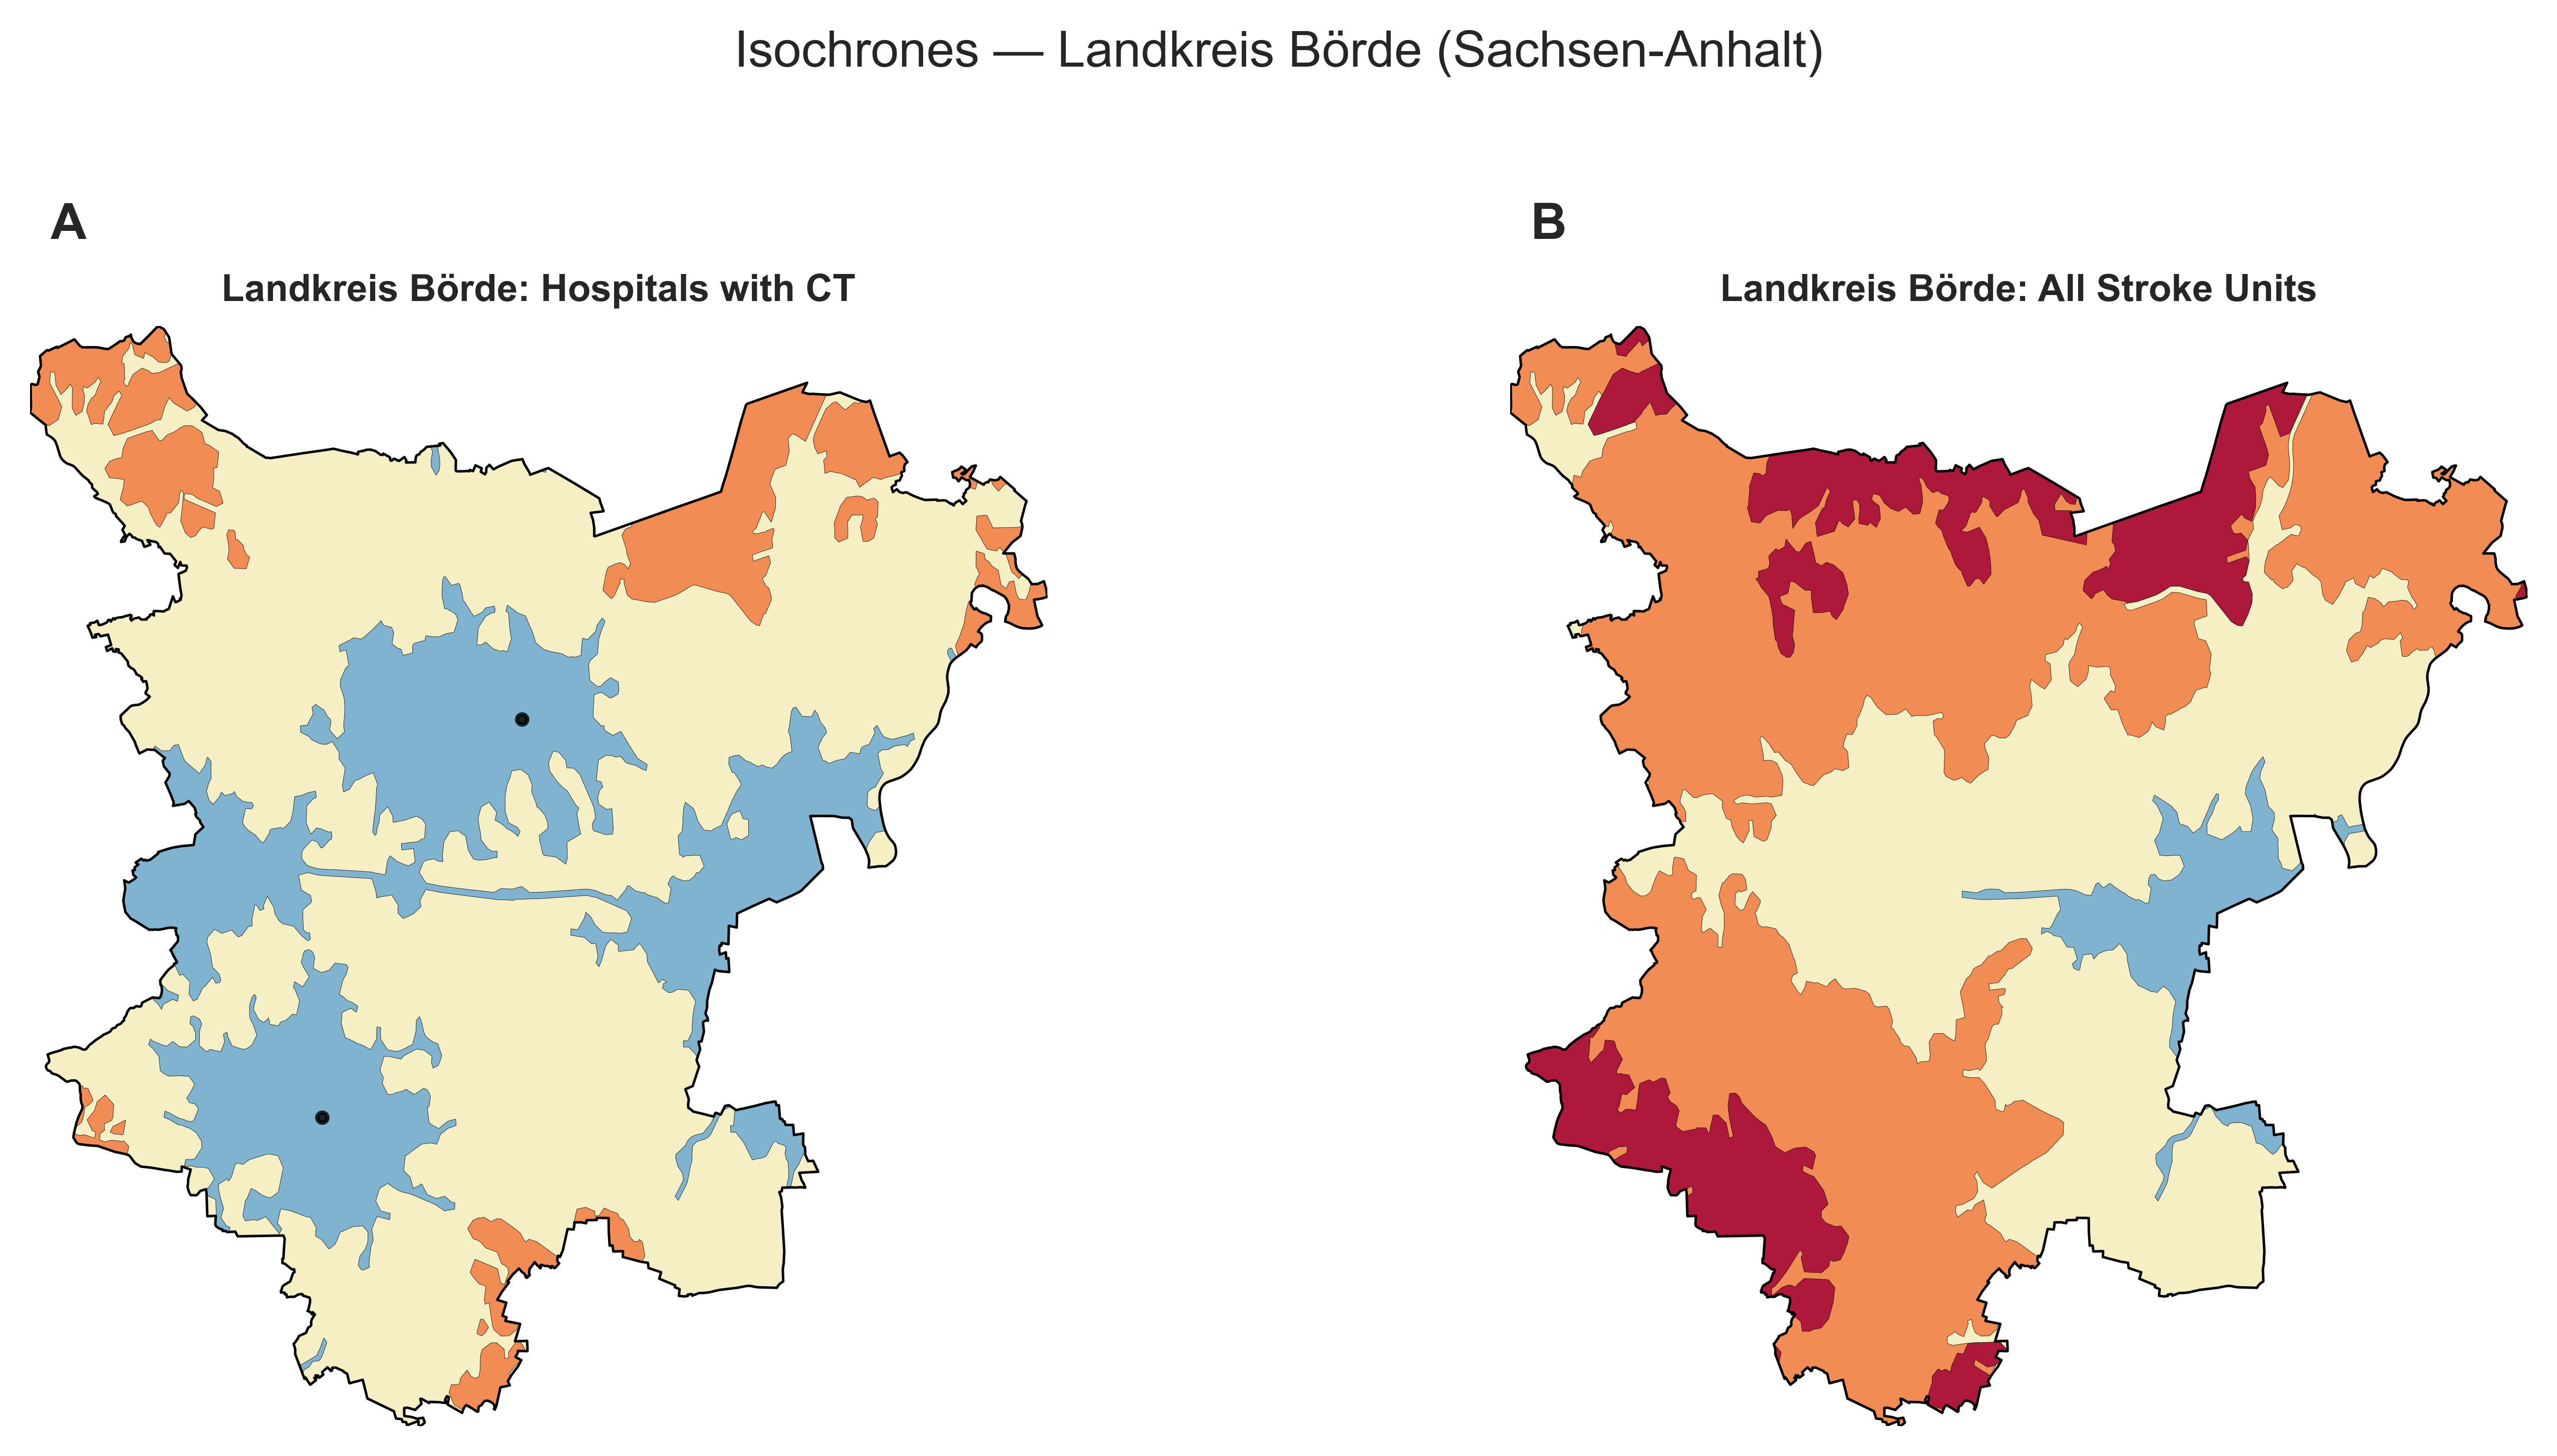 Isochrones — Landkreis Börde (Sachsen-Anhalt)
A
B
Landkreis Börde: Hospitals with CT
Landkreis Börde: All Stroke Units